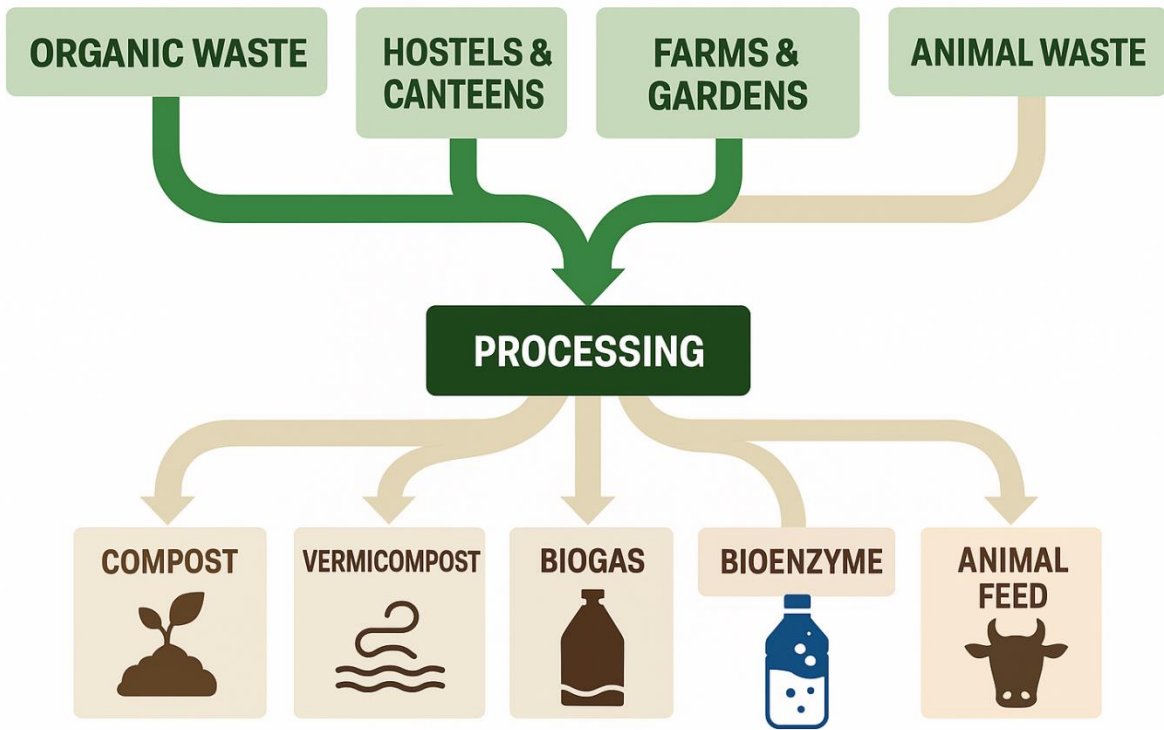 ORGANIC WASTE
HOSTELS &
CANTEENS
FARMS &
GARDENS
ANIMAL WASTE
PROCESSING
COMPOST
VERMICOMPOST
BIOGAS
BIOENZYME
ANIMAL
FEED